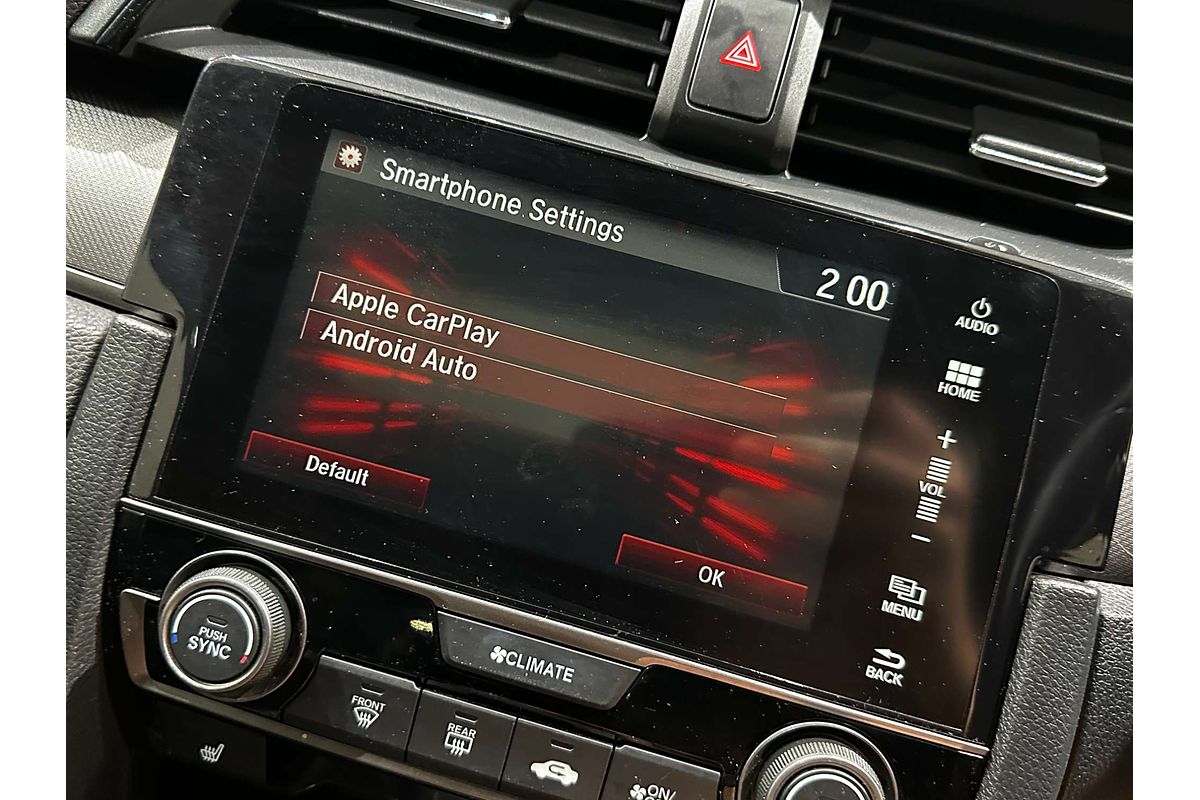 Smartphone Settings
2 00
Apple CarPlay
Android Auto
Default
OK
AUDIO
HOME
+
VOL
-
MENU
BACK
PUSH
SYNC
CLIMATE
FRONT
REAR
ON/